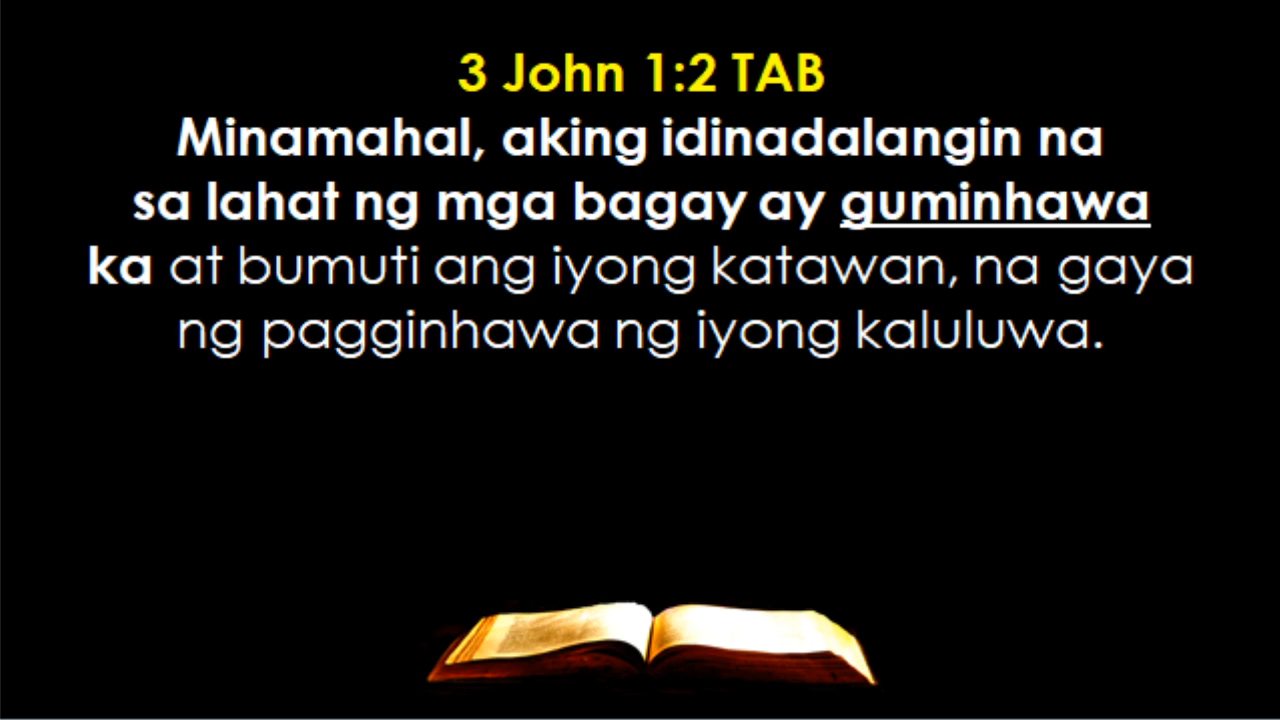 3 John 1:2 TAB
Minamahal, aking idinadalangin na
sa lahat ng mga bagay ay guminhawa
ka at bumuti ang iyong katawan, na gaya
ng pagginhawa ng iyong kaluluwa.